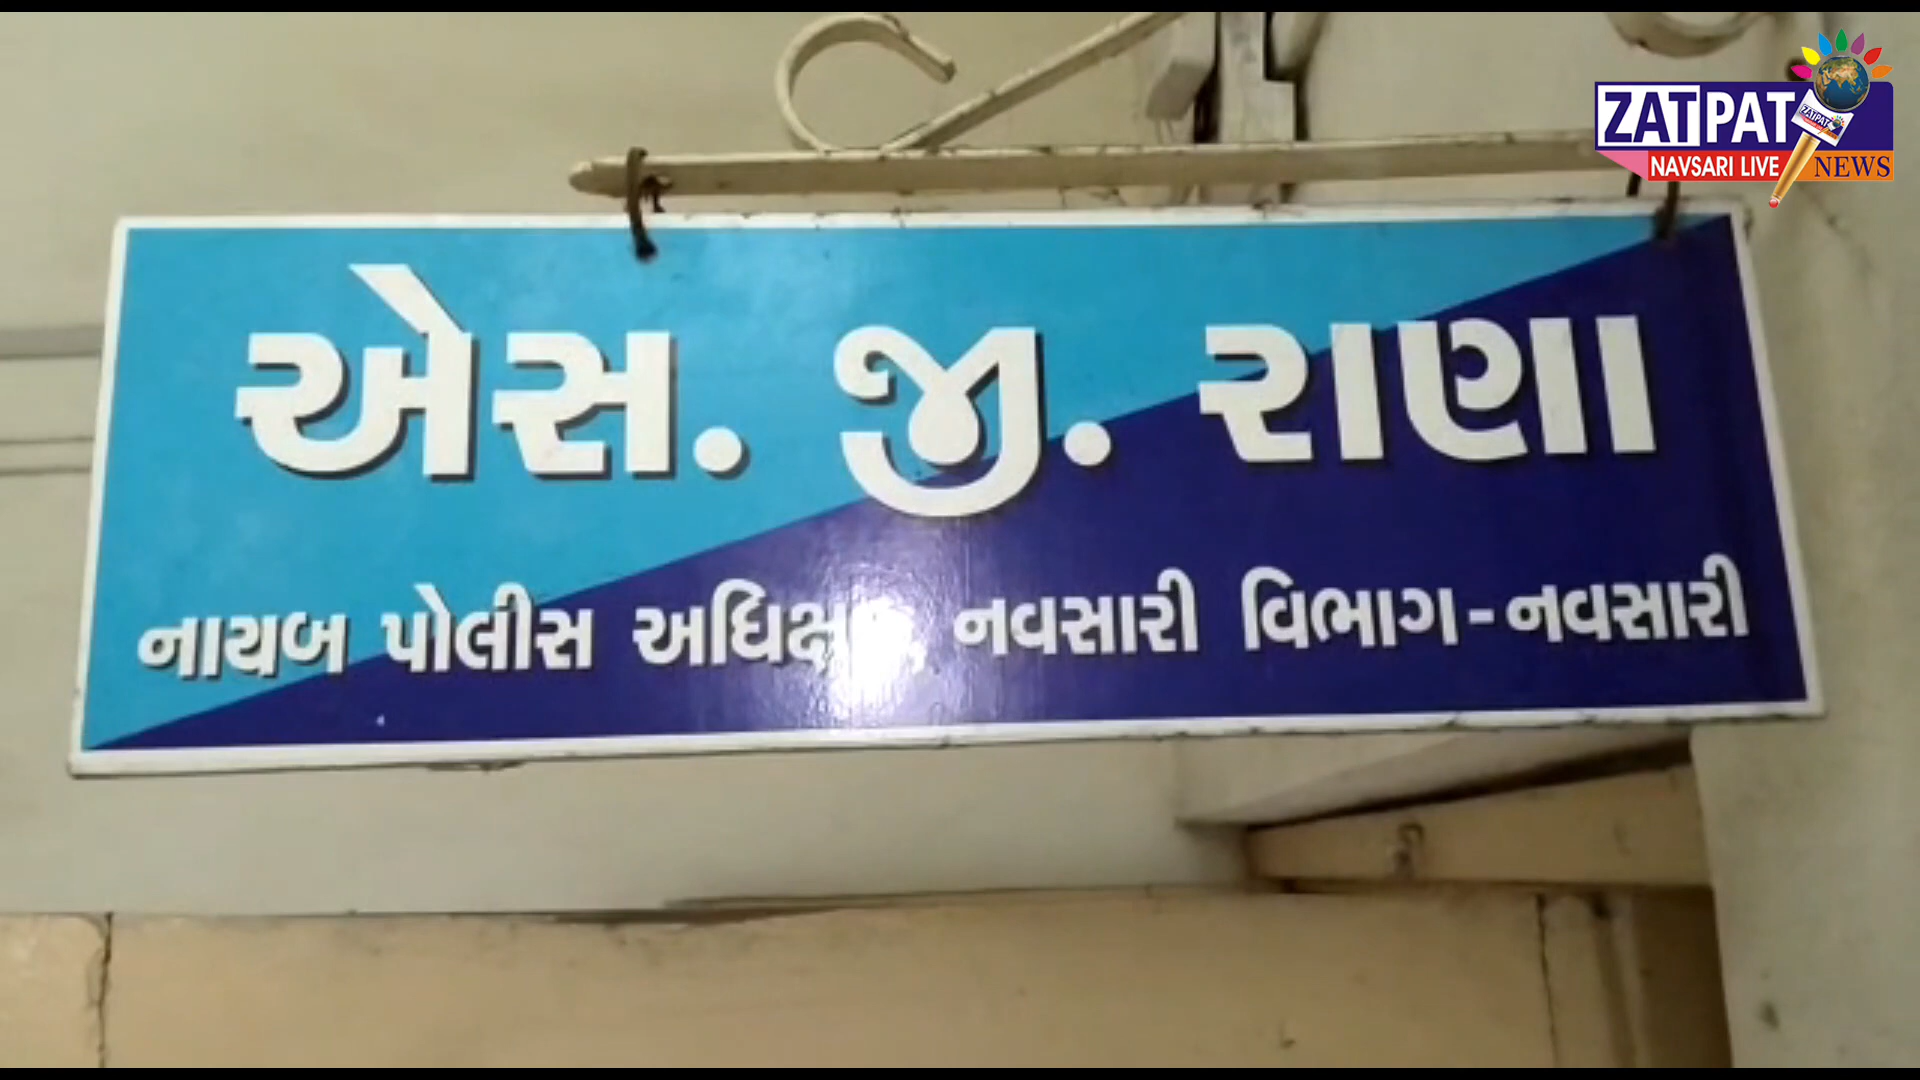 ZATPAT
NAVSARI LIVE NEWS
એસ. જી. રાણા
નાયબ પોલીસ નવસારી વિભાગ-નવસારી